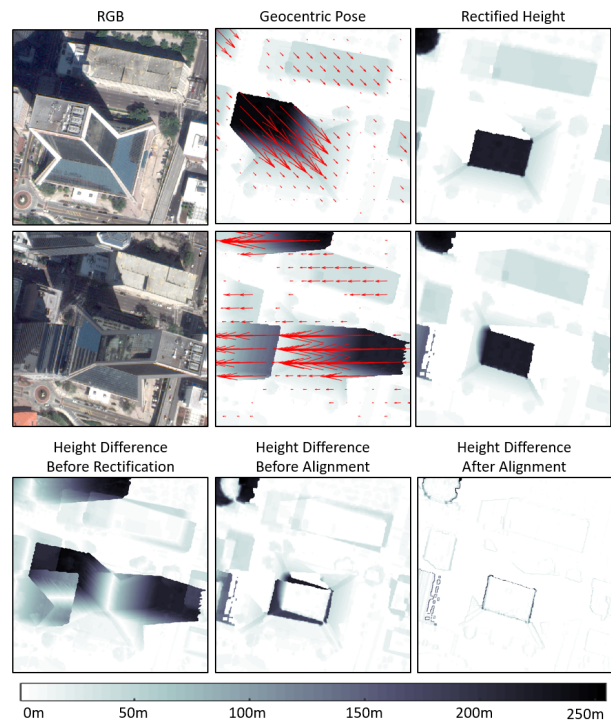 RGB
Geocentric Pose
Rectified Height
Height Difference
Before Rectification
Height Difference
Before Alignment
Height Difference
After Alignment
0m
50m
100m
150m
200m
250m